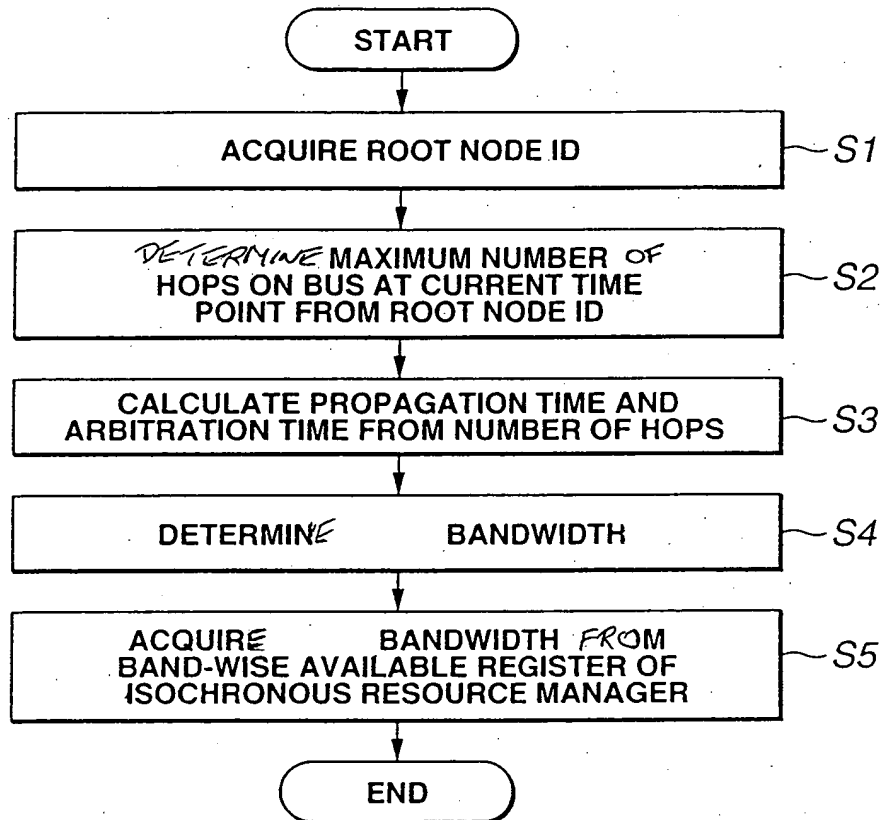 START
ACQUIRE ROOT NODE ID
S1
DETERMINE MAXIMUM NUMBER OF
HOPS ON BUS AT CURRENT TIME
POINT FROM ROOT NODE ID
S2
CALCULATE PROPAGATION TIME AND
ARBITRATION TIME FROM NUMBER OF HOPS
S3
DETERMINE BANDWIDTH
S4
ACQUIRE BANDWIDTH FROM
BAND-WISE AVAILABLE REGISTER OF
ISOCHRONOUS RESOURCE MANAGER
S5
END